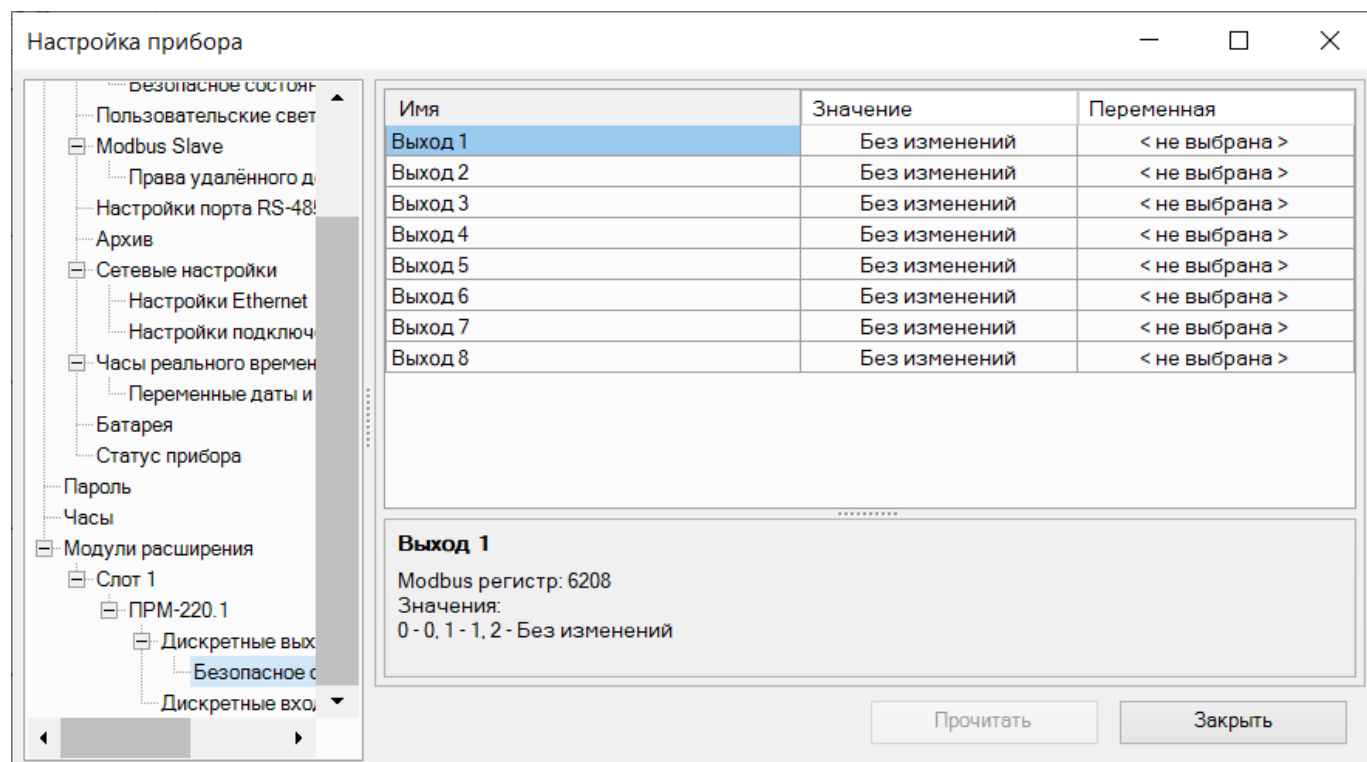 Настройка прибора
Безопасное состоян
Пользовательские свет
Modbus Slave
Права удалённого д
Настройки порта RS-485
Архив
Сетевые настройки
Настройки Ethernet
Настройки подключ
Часы реального времен
Переменные даты и
Батарея
Статус прибора
Пароль
Часы
Модули расширения
Слот 1
ПРМ-220.1
Дискретные вых
Безопасное с
Дискретные вход
Имя Значение Переменная
Выход 1 Без изменений < не выбрана >
Выход 2 Без изменений < не выбрана >
Выход 3 Без изменений < не выбрана >
Выход 4 Без изменений < не выбрана >
Выход 5 Без изменений < не выбрана >
Выход 6 Без изменений < не выбрана >
Выход 7 Без изменений < не выбрана >
Выход 8 Без изменений < не выбрана >
Выход 1
Modbus регистр: 6208
Значения:
0 - 0, 1 - 1, 2 - Без изменений
Прочитать Закрыть